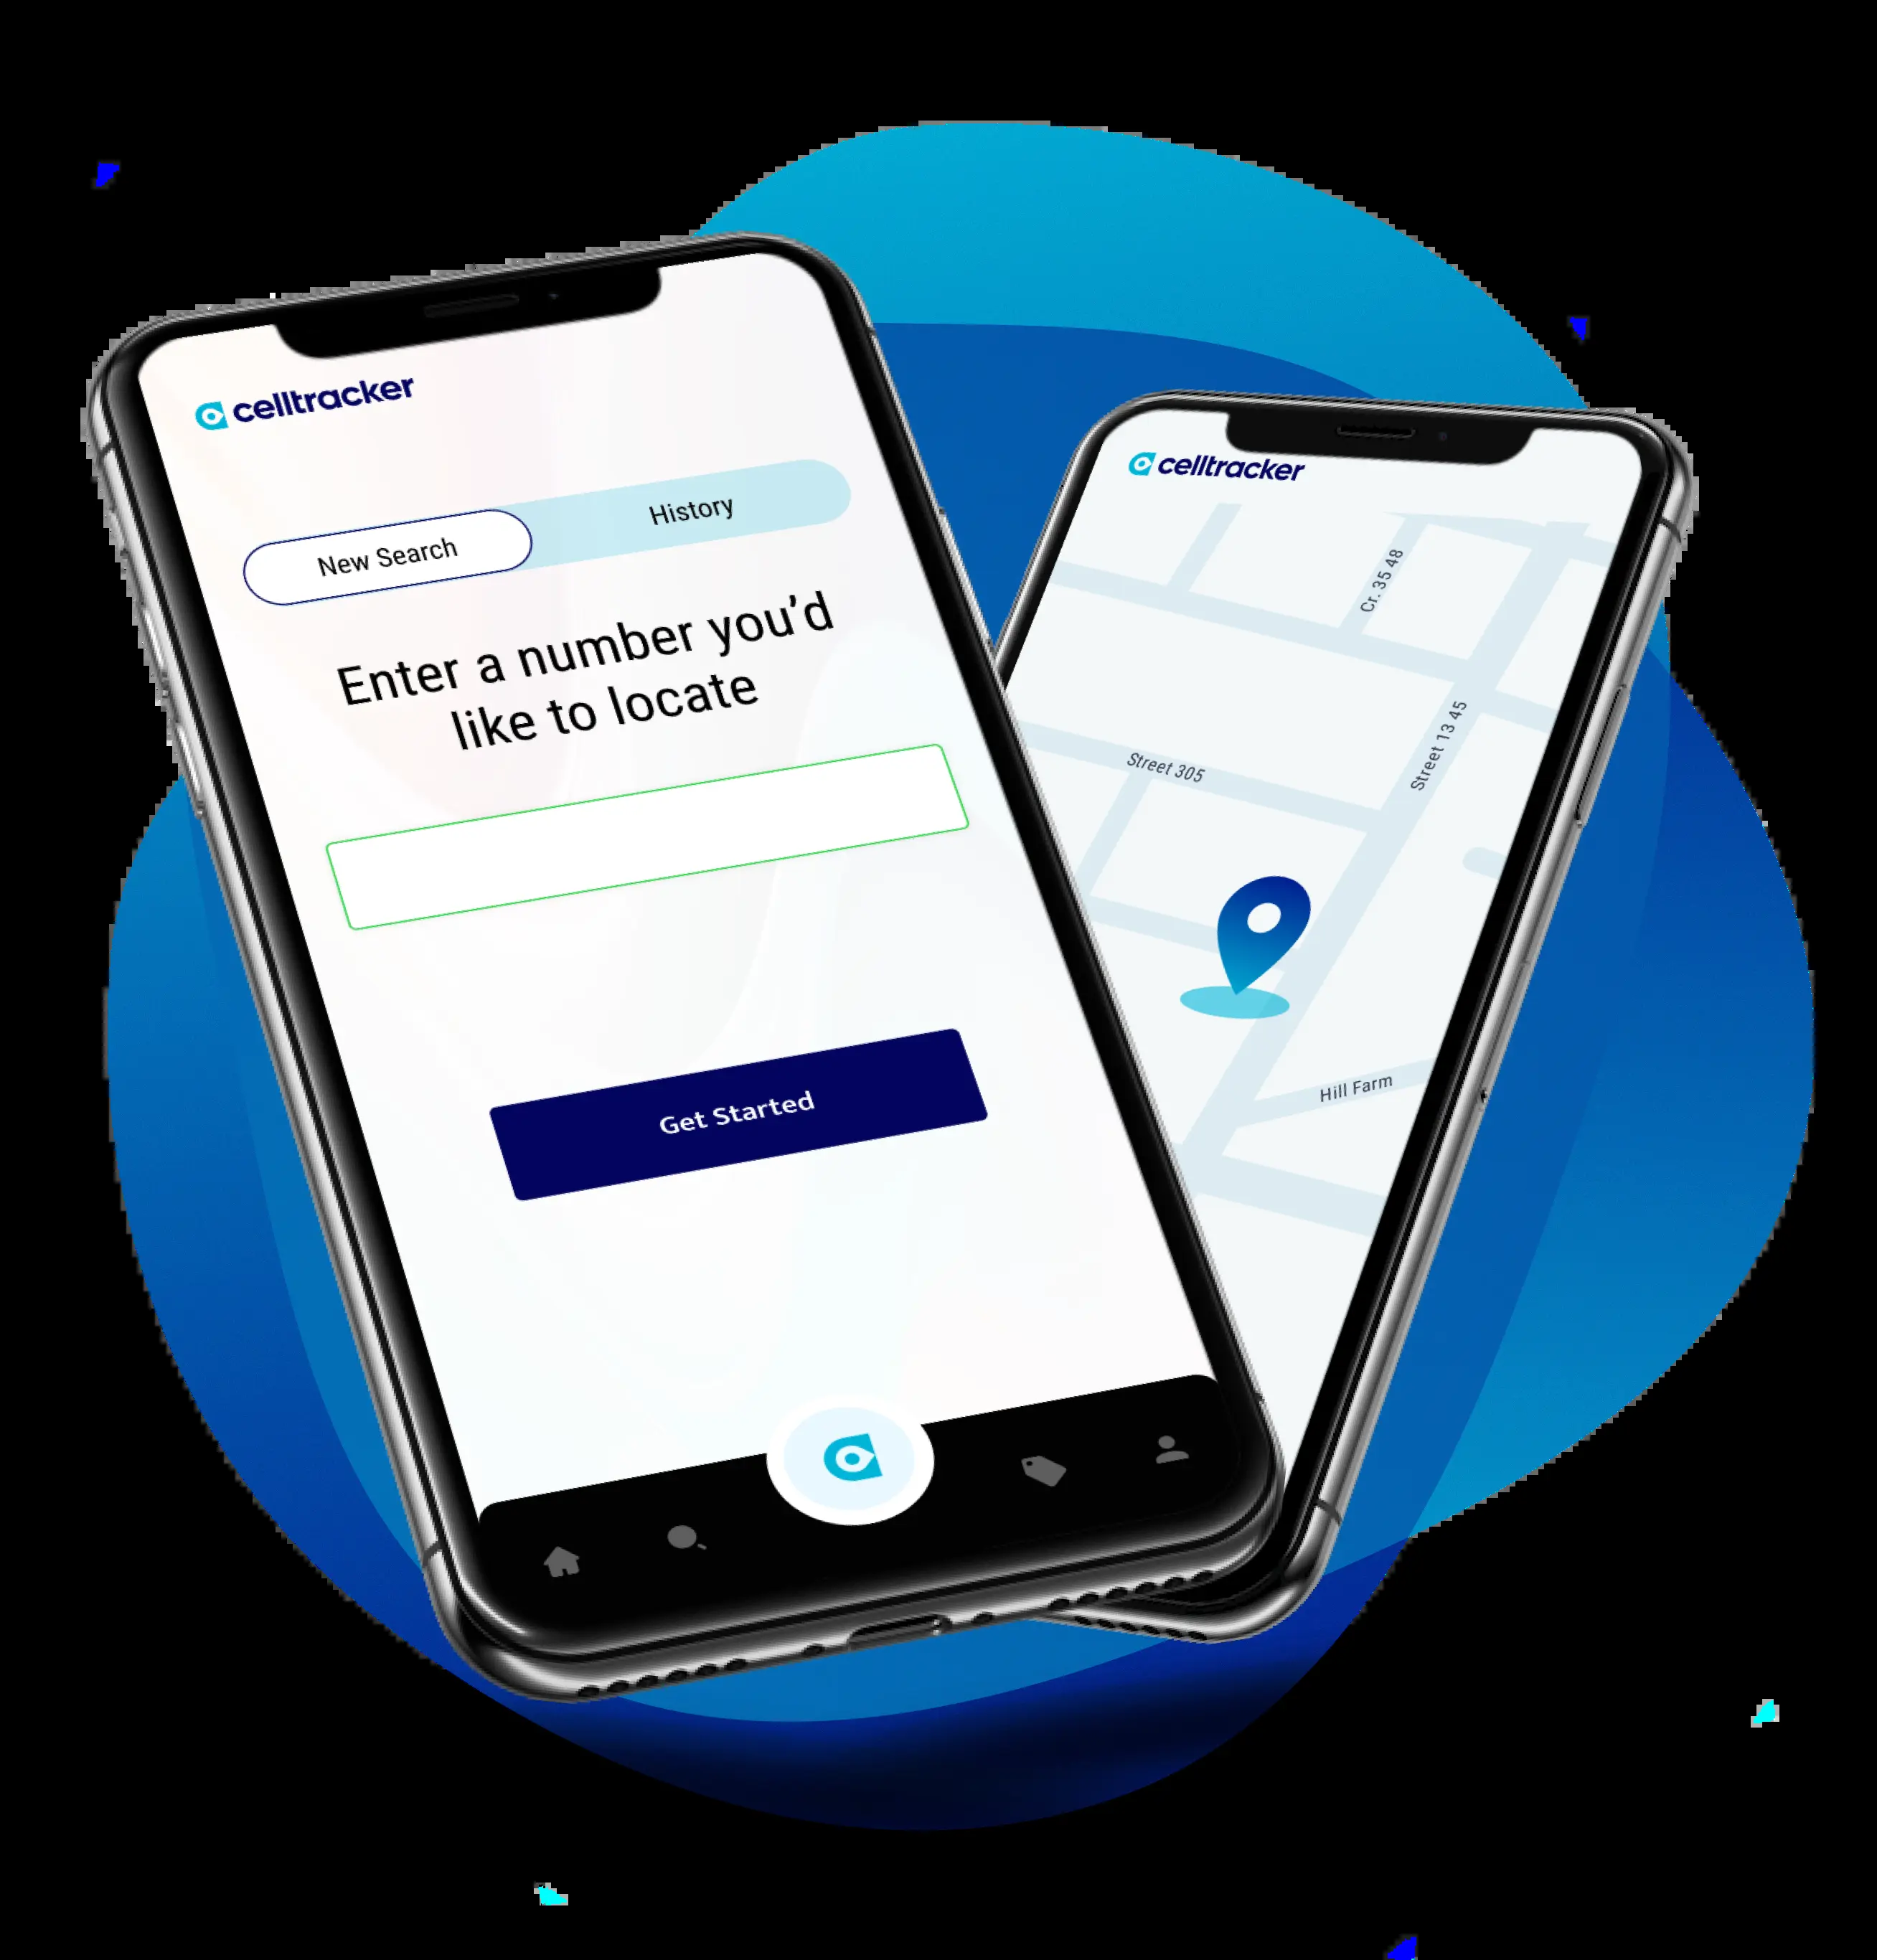 celltracker
New Search
History
Enter a number you’d
like to locate
Get Started
celltracker
Cr. 35 48
Street 13 45
Street 305
Hill Farm